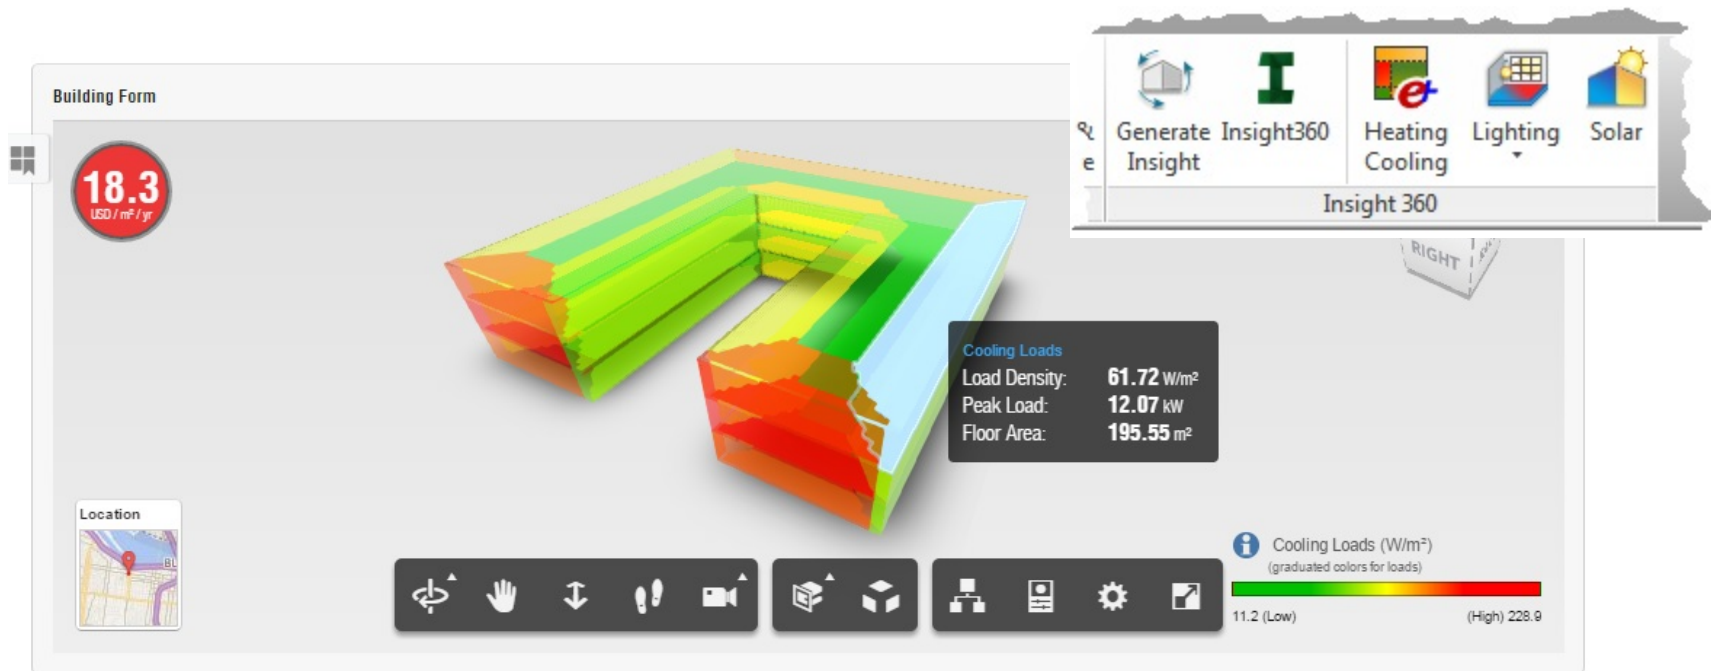 Building Form
18.3
USD / m² / yr
&
e
Generate Insight
Insight360
Heating Cooling
Lighting
Solar
Insight 360
RIGHT
Cooling Loads
Load Density: 61.72 W/m²
Peak Load: 12.07 kW
Floor Area: 195.55 m²
Location
BL
Cooling Loads (W/m²)
(graduated colors for loads)
11.2 (Low) (High) 228.9